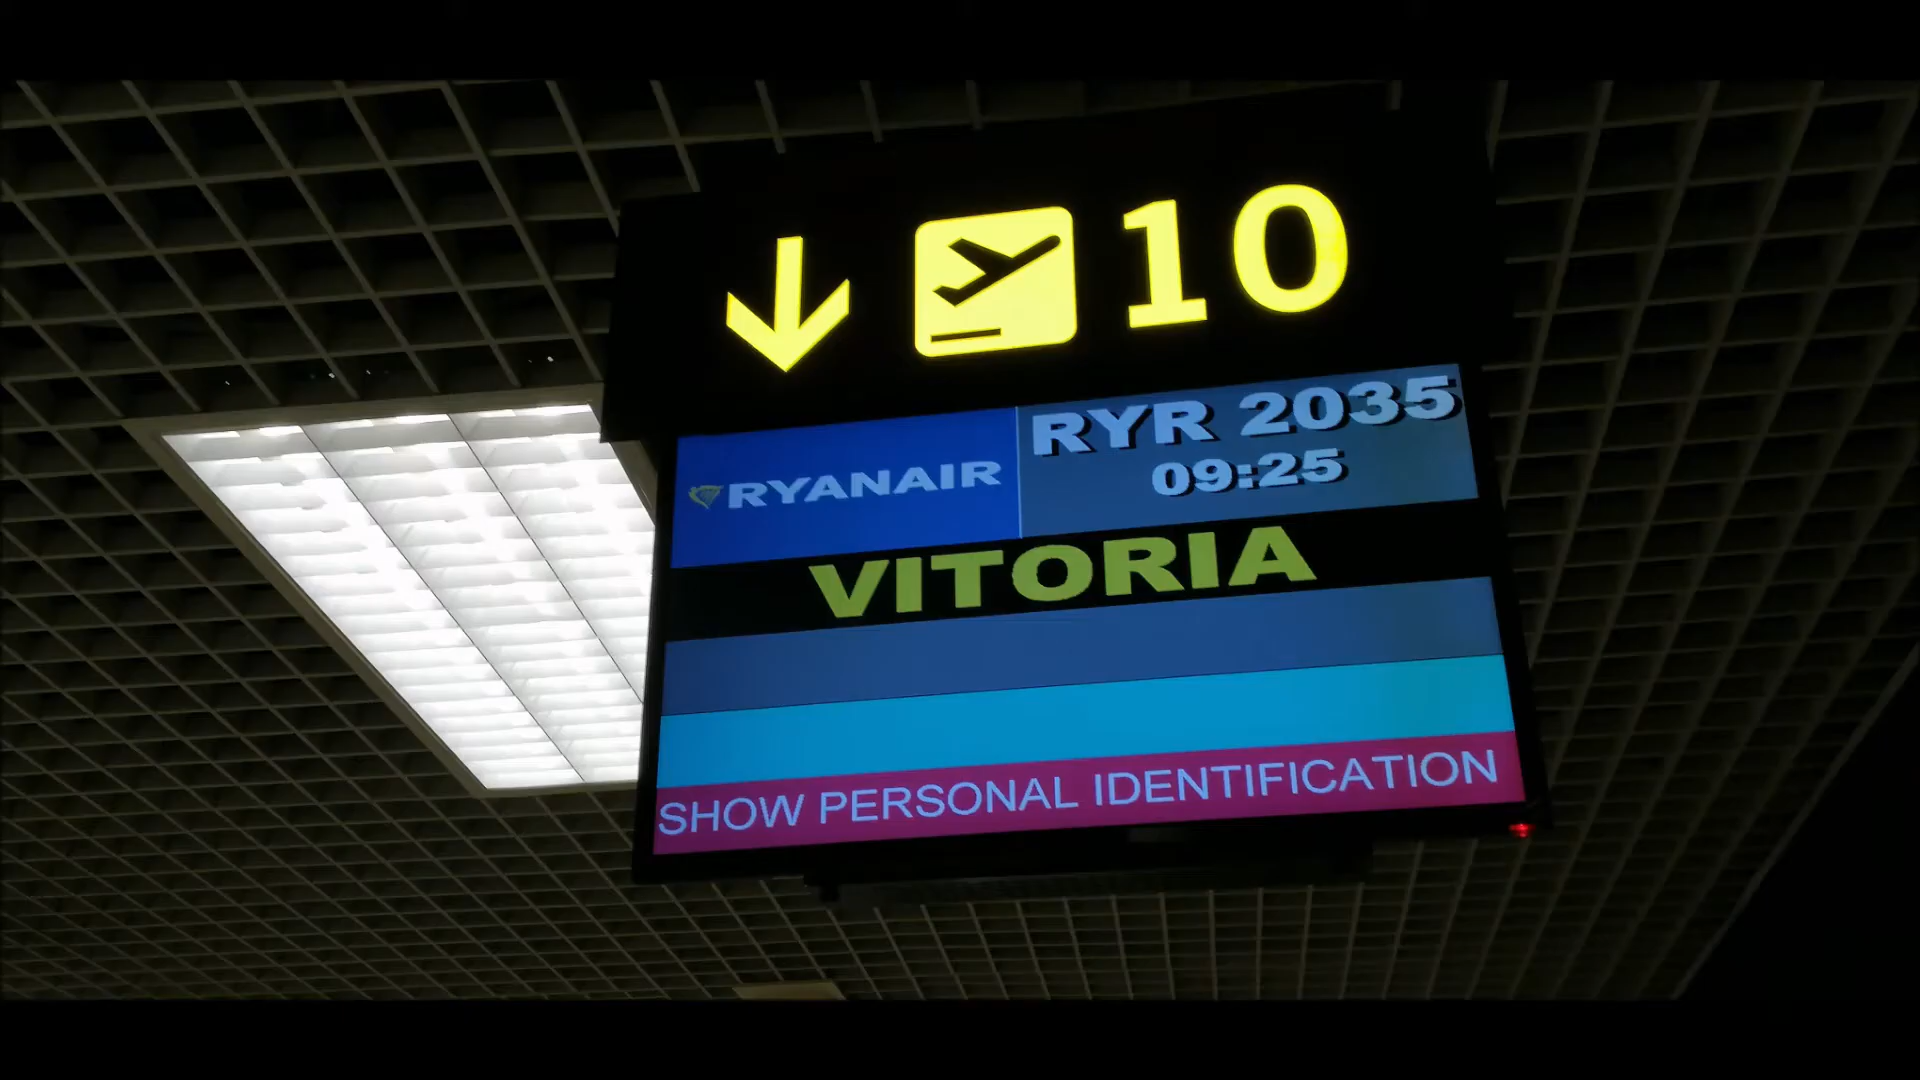 10
RYANAIR
RYR 2035
09:25
VITORIA
SHOW PERSONAL IDENTIFICATION